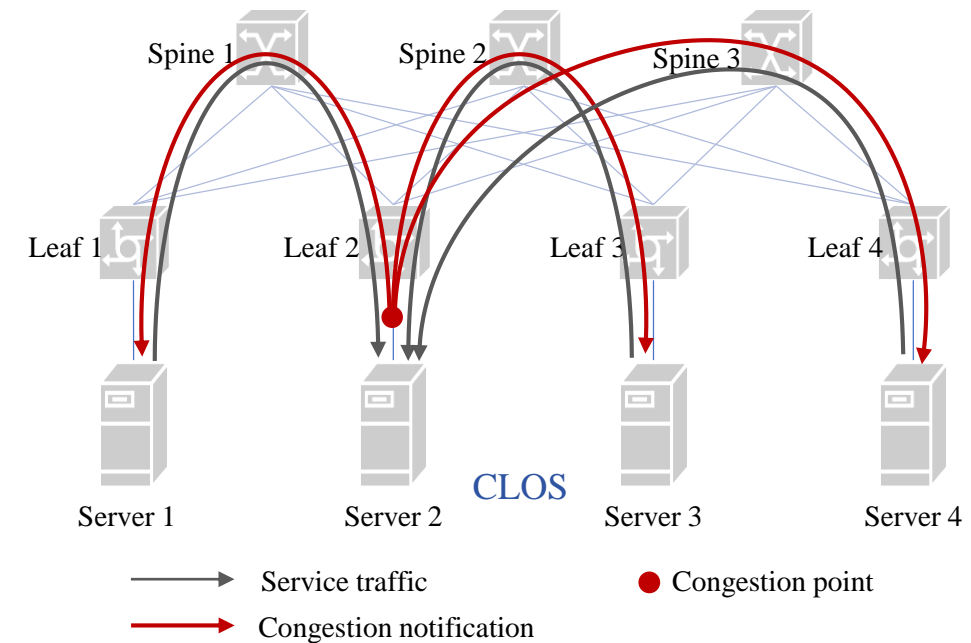 Spine 1
Spine 2
Spine 3
Leaf 1
Leaf 2
Leaf 3
Leaf 4
CLOS
Server 1
Server 2
Server 3
Server 4
Service traffic
Congestion point
Congestion notification